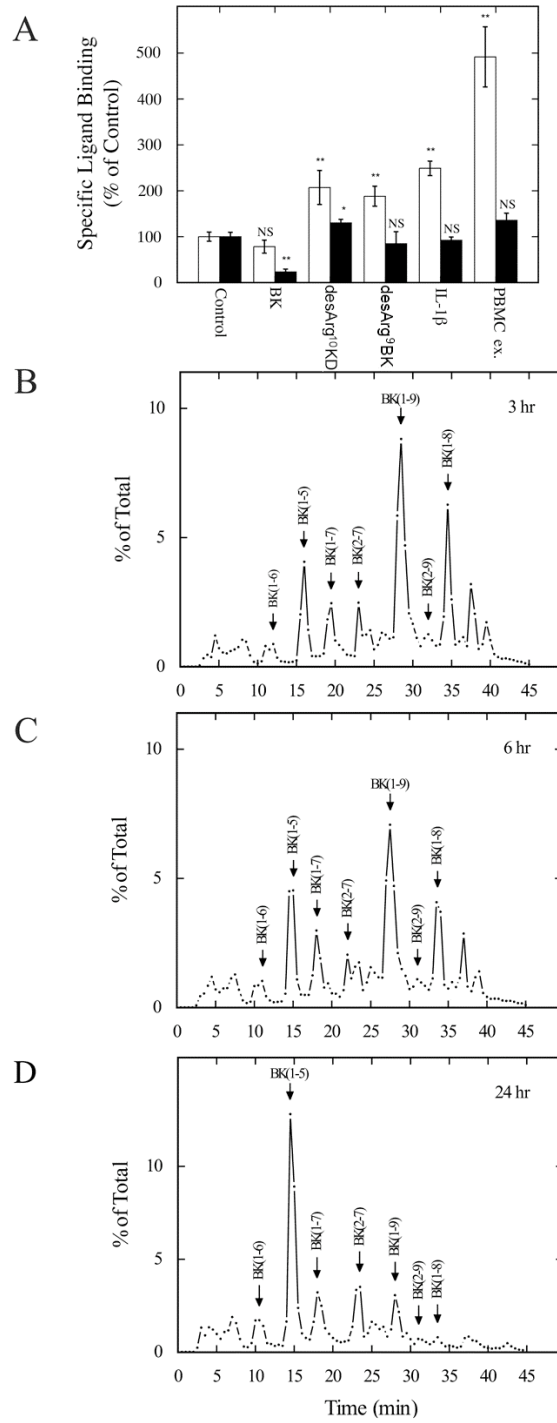 A
Specific Ligand Binding
(% of Control)
500
400
300
200
100
0
NS
**
**
*
**
NS
**
NS
**
NS
Control
BK
desArg¹⁰KD
desArg⁹BK
IL-1β
PBMC ex.
B
3 hr
% of Total
10
5
0
BK(1-6)
BK(1-5)
BK(1-7)
BK(2-7)
BK(1-9)
BK(2-9)
BK(1-8)
0 5 10 15 20 25 30 35 40 45
C
6 hr
% of Total
10
5
0
BK(1-6)
BK(1-5)
BK(1-7)
BK(2-7)
BK(1-9)
BK(2-9)
BK(1-8)
0 5 10 15 20 25 30 35 40 45
D
24 hr
% of Total
10
5
0
BK(1-6)
BK(1-5)
BK(1-7)
BK(2-7)
BK(1-9)
BK(2-9)
BK(1-8)
0 5 10 15 20 25 30 35 40 45
Time (min)